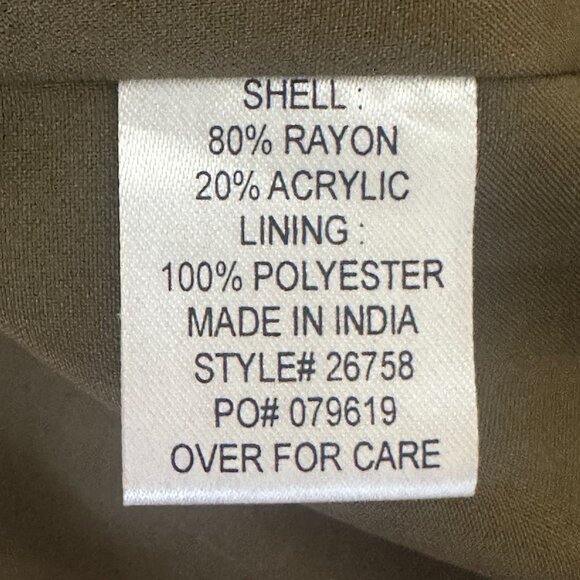 SHELL :
80% RAYON
20% ACRYLIC
LINING :
100% POLYESTER
MADE IN INDIA
STYLE# 26758
PO# 079619
OVER FOR CARE